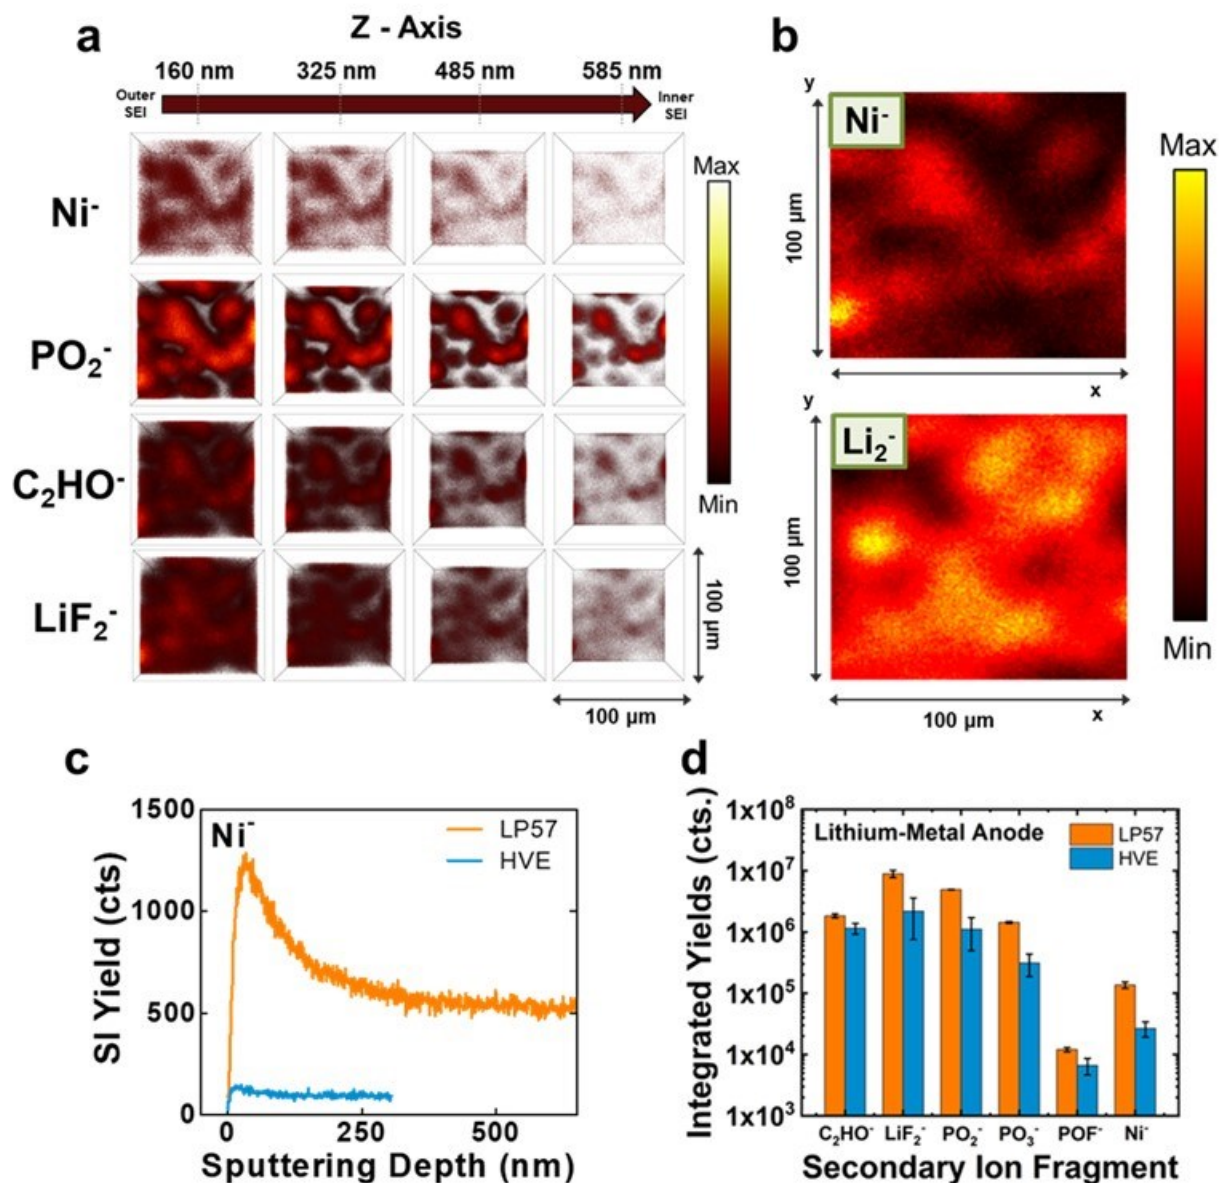 a
Z - Axis
160 nm 325 nm 485 nm 585 nm
Outer SEI
Inner SEI
Ni⁻
PO₂⁻
C₂HO⁻
LiF₂⁻
Max
Min
100 µm
100 µm
b
y
Ni⁻
100 µm
x
y
Li₂⁻
100 µm
100 µm x
Max
Min
c
Ni⁻
LP57
HVE
1500
1000
500
0
SI Yield (cts)
0 250 500
Sputtering Depth (nm)
d
Lithium-Metal Anode
LP57
HVE
1x10⁸
1x10⁷
1x10⁶
1x10⁵
1x10⁴
1x10³
Integrated Yields (cts.)
C₂HO⁻ LiF₂⁻ PO₂⁻ PO₃⁻ POF⁻ Ni⁻
Secondary Ion Fragment